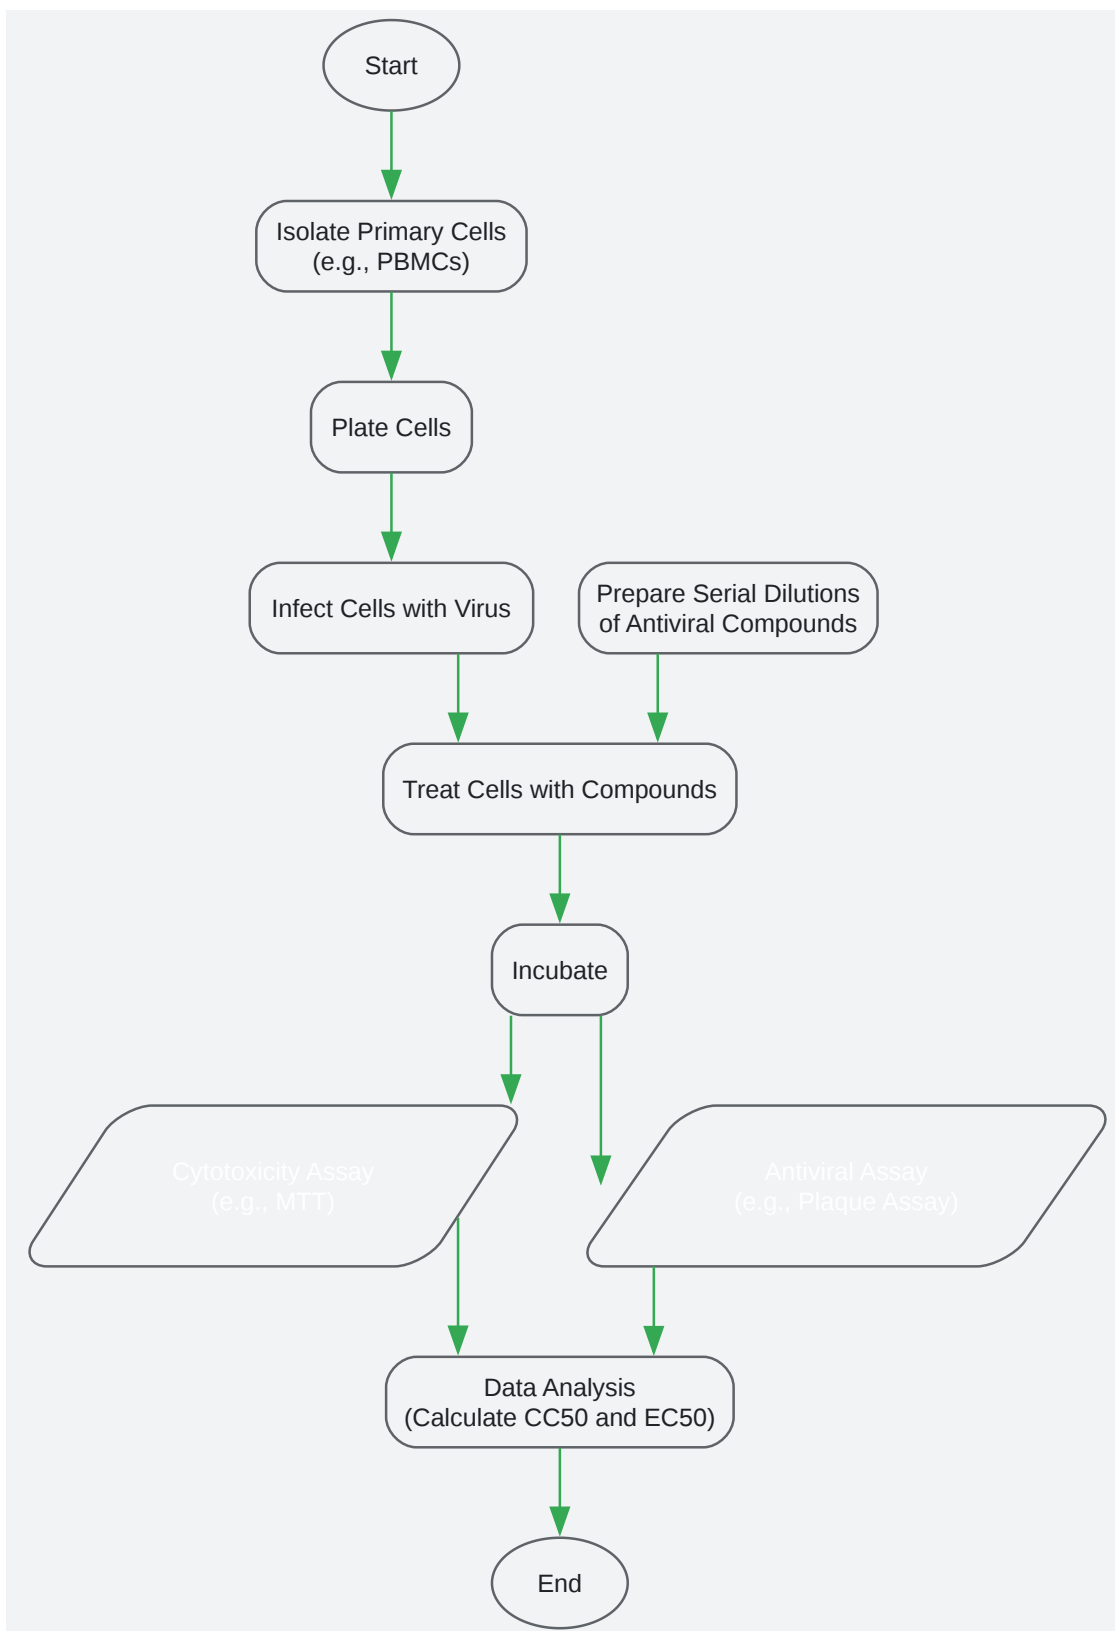 Start
Isolate Primary Cells
(e.g., PBMCs)
Plate Cells
Infect Cells with Virus
Prepare Serial Dilutions
of Antiviral Compounds
Treat Cells with Compounds
Incubate
Cytotoxicity Assay
(e.g., MTT)
Antiviral Assay
(e.g., Plaque Assay)
Data Analysis
(Calculate CC50 and EC50)
End